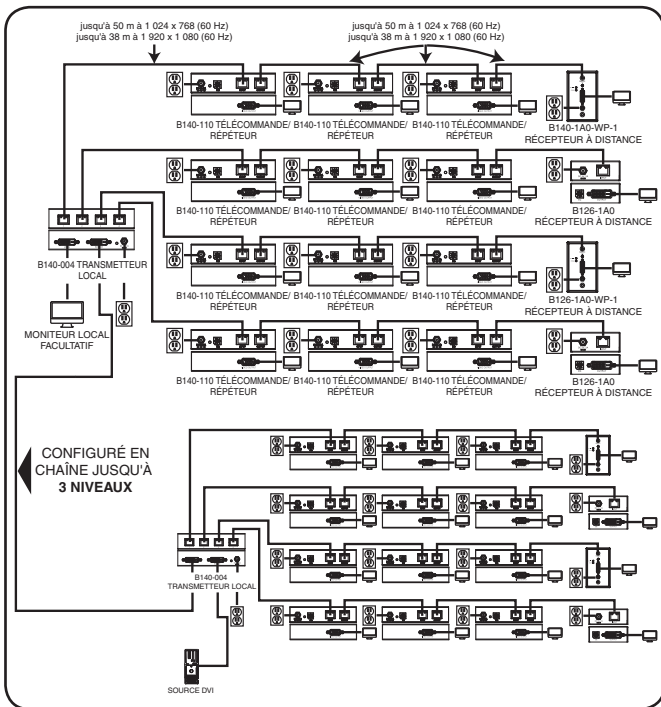 jusqu'à 50 m à 1 024 x 768 (60 Hz)
jusqu'à 38 m à 1 920 x 1 080 (60 Hz)
jusqu'à 50 m à 1 024 x 768 (60 Hz)
jusqu'à 38 m à 1 920 x 1 080 (60 Hz)
B140-110 TÉLÉCOMMANDE/
RÉPÉTEUR
B140-110 TÉLÉCOMMANDE/
RÉPÉTEUR
B140-110 TÉLÉCOMMANDE/
RÉPÉTEUR
B140-1A0-WP-1
RÉCEPTEUR À DISTANCE
B140-110 TÉLÉCOMMANDE/
RÉPÉTEUR
B140-110 TÉLÉCOMMANDE/
RÉPÉTEUR
B140-110 TÉLÉCOMMANDE/
RÉPÉTEUR
B126-1A0
RÉCEPTEUR À DISTANCE
B140-004 TRANSMETTEUR
LOCAL
B140-110 TÉLÉCOMMANDE/
RÉPÉTEUR
B140-110 TÉLÉCOMMANDE/
RÉPÉTEUR
B140-110 TÉLÉCOMMANDE/
RÉPÉTEUR
B126-1A0-WP-1
RÉCEPTEUR À DISTANCE
MONITEUR LOCAL
FACULTATIF
B140-110 TÉLÉCOMMANDE/
RÉPÉTEUR
B140-110 TÉLÉCOMMANDE/
RÉPÉTEUR
B140-110 TÉLÉCOMMANDE/
RÉPÉTEUR
B126-1A0
RÉCEPTEUR À DISTANCE
CONFIGURÉ EN
CHAÎNE JUSQU'À
3 NIVEAUX
B140-004
TRANSMETTEUR LOCAL
SOURCE DVI